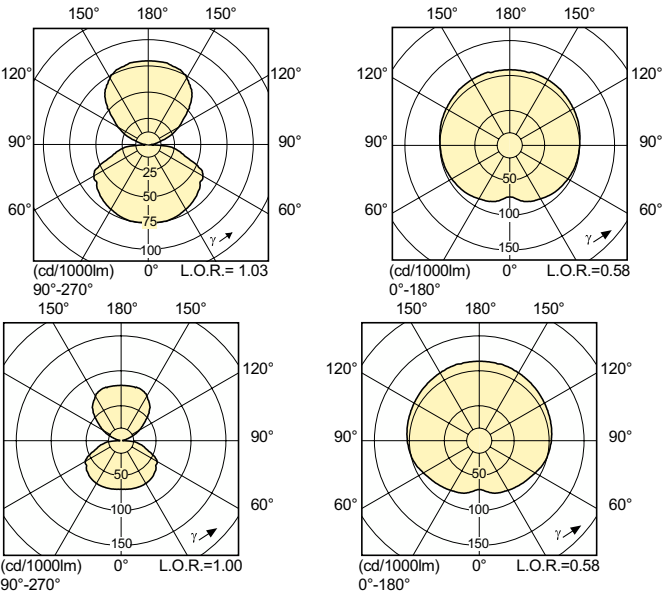 150° 180° 150°
120° 120°
90° 90°
60° 60°
25
50
75
100
γ
(cd/1000lm) 0° L.O.R.= 1.03
90°-270°
150° 180° 150°
120° 120°
90° 90°
60° 60°
50
100
150
γ
(cd/1000lm) 0° L.O.R.=0.58
0°-180°
150° 180° 150°
120°
90°
60°
50
100
150
γ
(cd/1000lm) 0° L.O.R.=1.00
90°-270°
150° 180° 150°
120° 120°
90° 90°
60° 60°
50
100
150
γ
(cd/1000lm) 0° L.O.R.=0.58
0°-180°